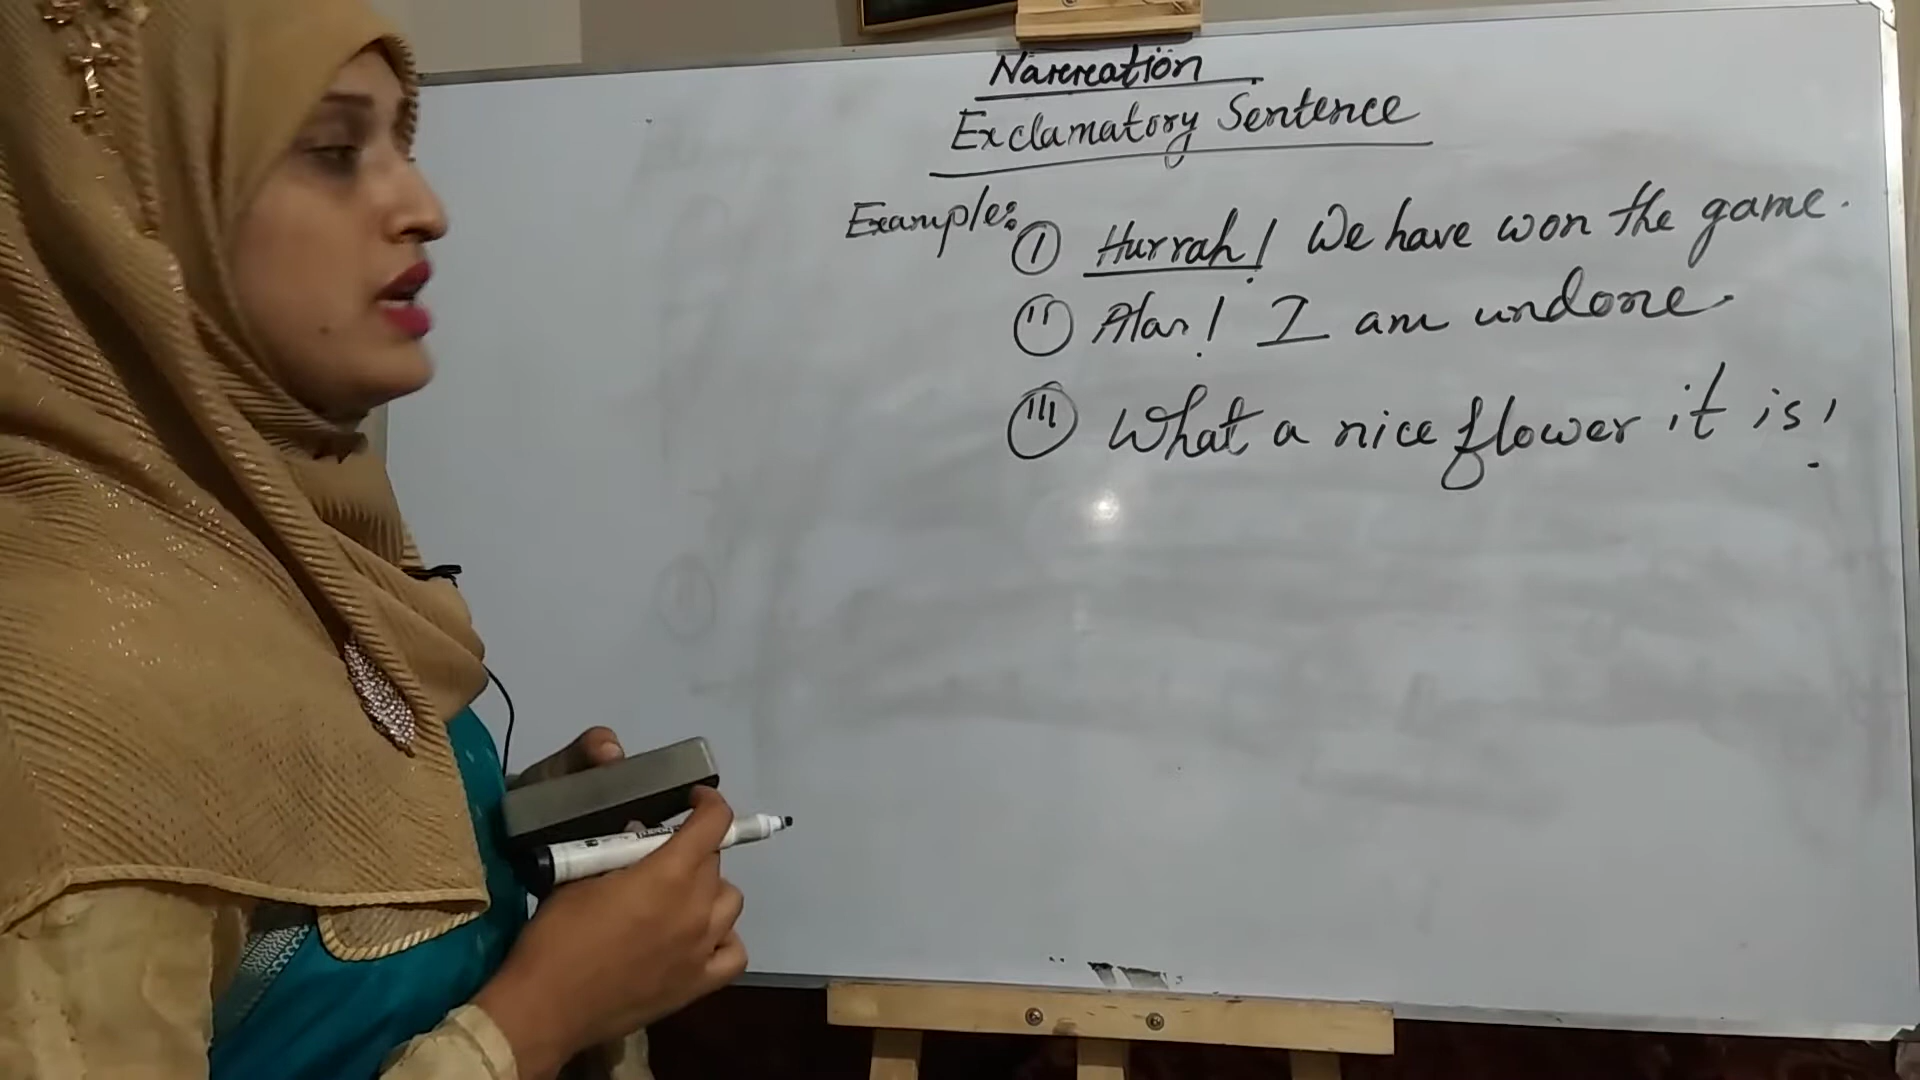 Narration
Exclamatory Sentence
Example:
(i) Hurrah! We have won the game.
(ii) Alas! I am undone.
(iii) What a nice flower it is!